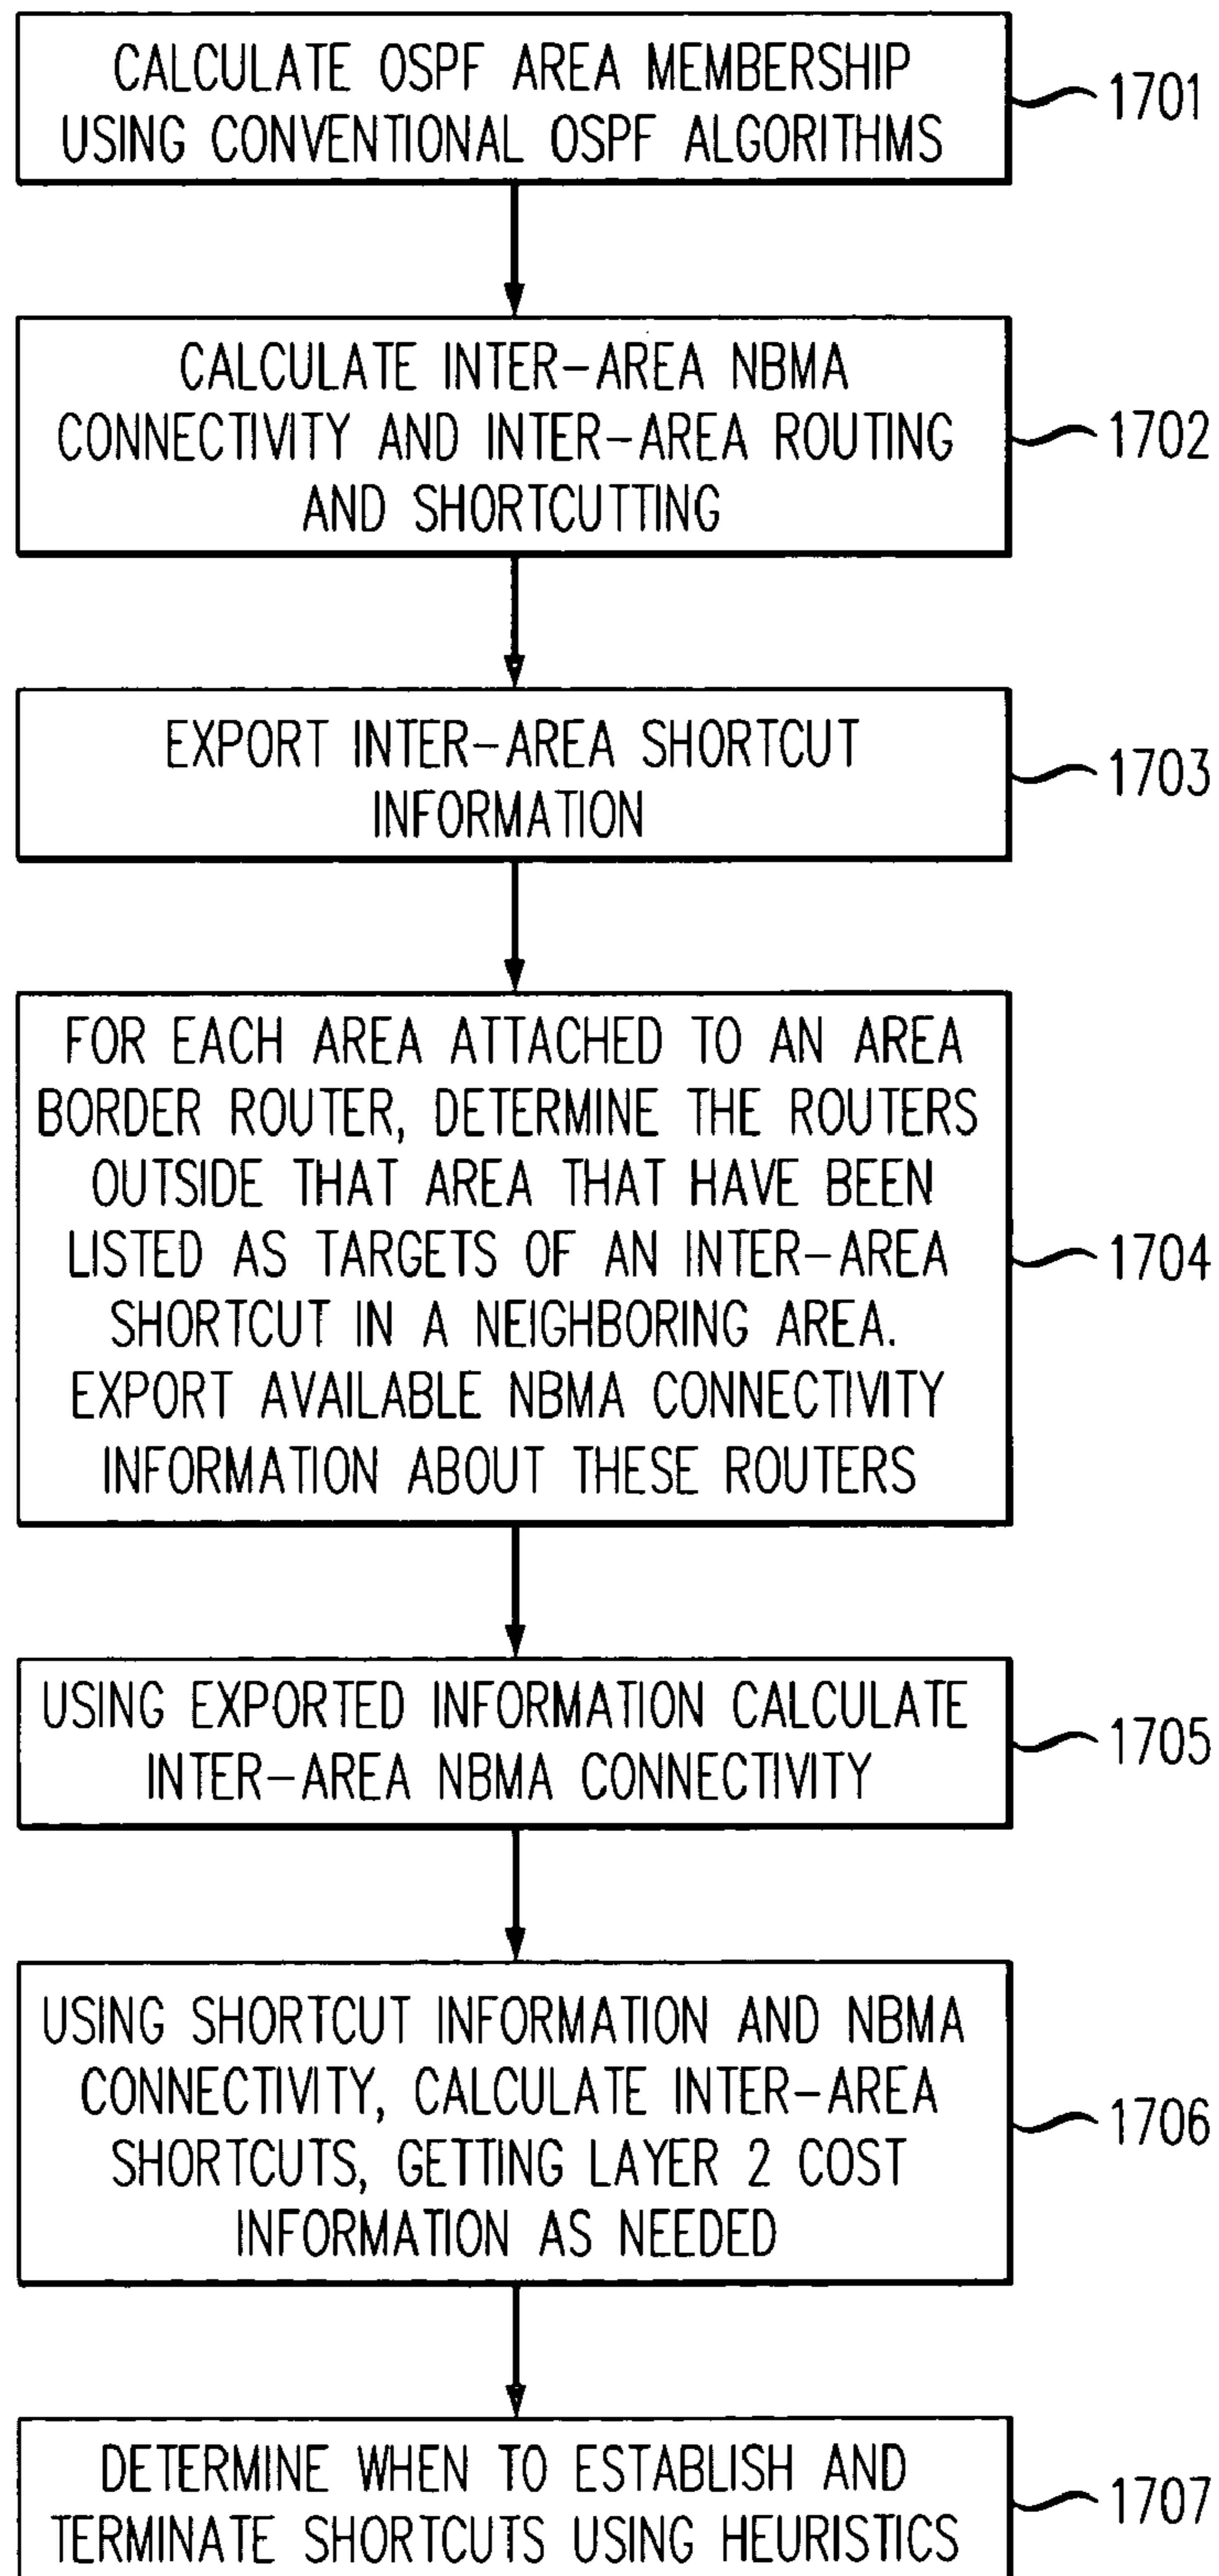 CALCULATE OSPF AREA MEMBERSHIP
USING CONVENTIONAL OSPF ALGORITHMS
1701
CALCULATE INTER-AREA NBMA
CONNECTIVITY AND INTER-AREA ROUTING
AND SHORTCUTTING
1702
EXPORT INTER-AREA SHORTCUT
INFORMATION
1703
FOR EACH AREA ATTACHED TO AN AREA
BORDER ROUTER, DETERMINE THE ROUTERS
OUTSIDE THAT AREA THAT HAVE BEEN
LISTED AS TARGETS OF AN INTER-AREA
SHORTCUT IN A NEIGHBORING AREA.
EXPORT AVAILABLE NBMA CONNECTIVITY
INFORMATION ABOUT THESE ROUTERS
1704
USING EXPORTED INFORMATION CALCULATE
INTER-AREA NBMA CONNECTIVITY
1705
USING SHORTCUT INFORMATION AND NBMA
CONNECTIVITY, CALCULATE INTER-AREA
SHORTCUTS, GETTING LAYER 2 COST
INFORMATION AS NEEDED
1706
DETERMINE WHEN TO ESTABLISH AND
TERMINATE SHORTCUTS USING HEURISTICS
1707